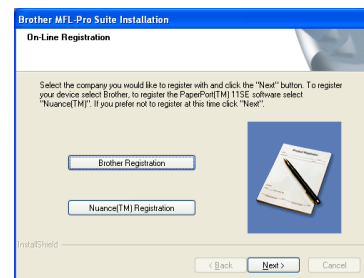 Brother MFL-Pro Suite Installation
On-Line Registration
Select the company you would like to register with and click the "Next" button. To register
your device select Brother, to register the PaperPort(TM) 11SE software select
"Nuance(TM)". If you prefer not to register at this time click "Next".
Brother Registration
Nuance(TM) Registration
InstallShield
< Back
Next >
Cancel